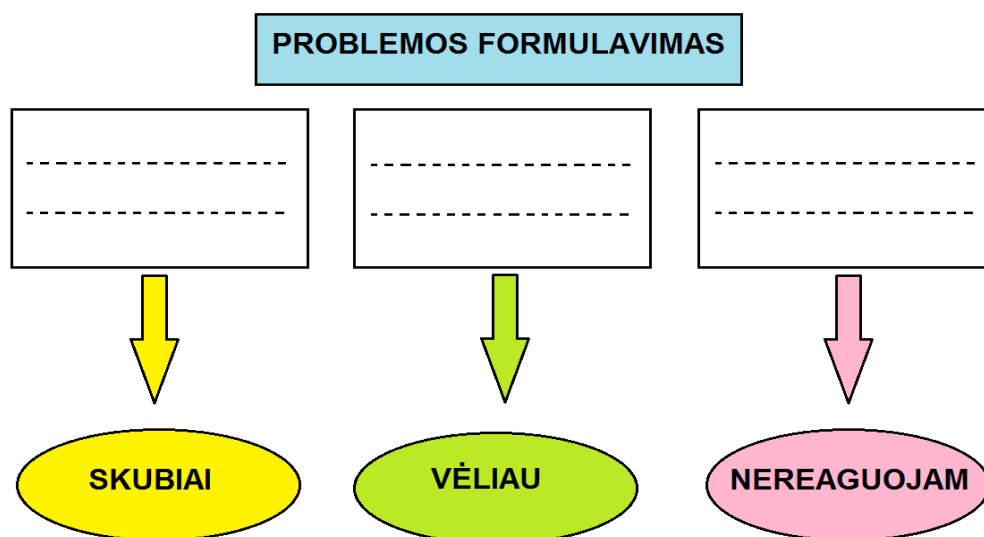 PROBLEMOS FORMULAVIMAS
SKUBIAI
VĖLIAU
NEREAGUOJAM